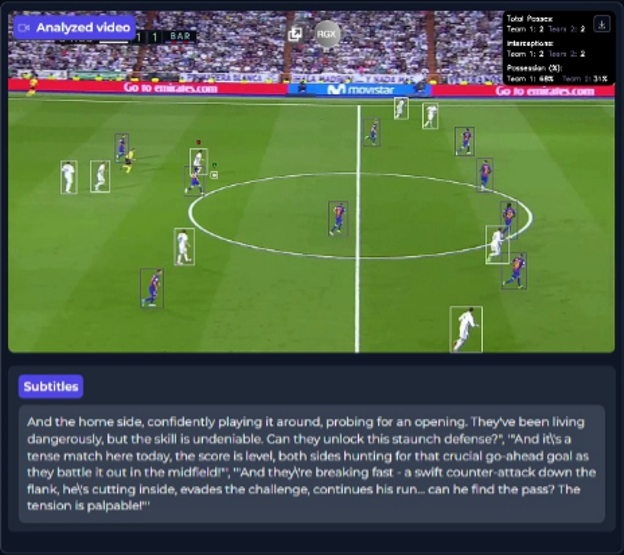 Analyzed video
1 1 BAR
RGX
Total Passes:
Team 1: 2 Team 2: 2
Interceptions:
Team 1: 2 Team 2: 2
Possession (%):
Team 1: 68% Team 2: 31%
Go to emirates.com
movistar
Go to emirates.com
Subtitles
And the home side, confidently playing it around, probing for an opening. They've been living
dangerously, but the skill is undeniable. Can they unlock this staunch defense?", '"And it\'s a
tense match here today, the score is level, both sides hunting for that crucial go-ahead goal as
they battle it out in the midfield!"', '"And they\'re breaking fast - a swift counter-attack down the
flank, he\'s cutting inside, evades the challenge, continues his run... can he find the pass? The
tension is palpable!"'